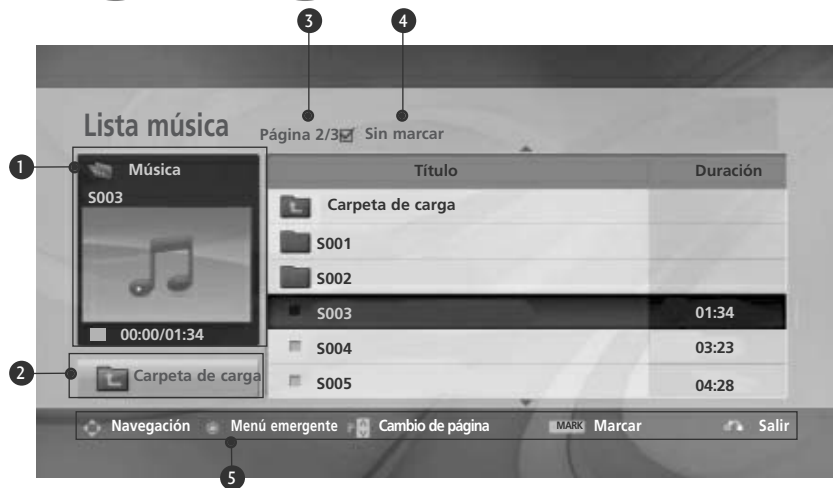 3 4
Lista música Página 2/3 Sin marcar
1 Música
S003
00:00/01:34
2 Carpeta de carga
Título Duración
Carpeta de carga
S001
S002
S003 01:34
S004 03:23
S005 04:28
Navegación Menú emergente P Cambio de página MARK Marcar Salir
5